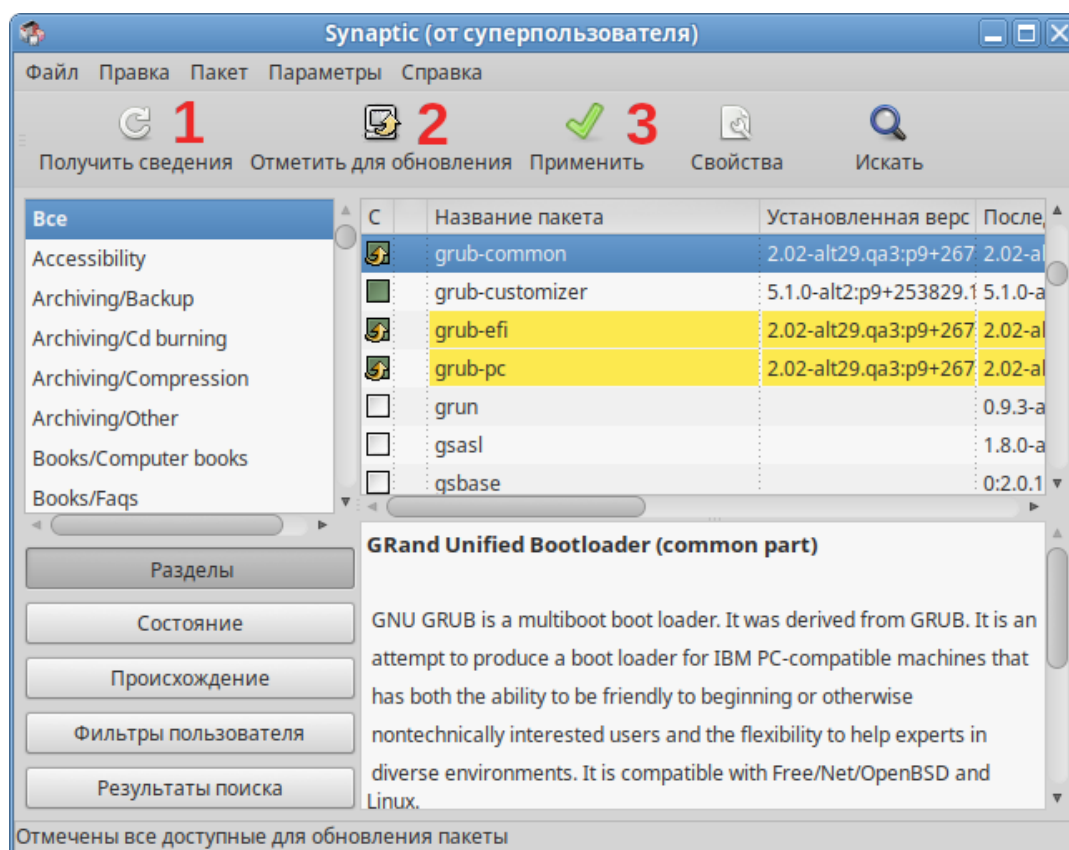 Synaptic (от суперпользователя)
Файл Правка Пакет Параметры Справка
1 2 3
Получить сведения Отметить для обновления Применить Свойства Искать
Все
Accessibility
Archiving/Backup
Archiving/Cd burning
Archiving/Compression
Archiving/Other
Books/Computer books
Books/Faqs
С Название пакета Установленная верс После
grub-common 2.02-alt29.qa3:p9+267 2.02-al
grub-customizer 5.1.0-alt2:p9+253829.1 5.1.0-a
grub-efi 2.02-alt29.qa3:p9+267 2.02-al
grub-pc 2.02-alt29.qa3:p9+267 2.02-al
grun 0.9.3-a
gsasl 1.8.0-a
gsbase 0:2.0.1
Разделы
Состояние
Происхождение
Фильтры пользователя
Результаты поиска
GRand Unified Bootloader (common part)
GNU GRUB is a multiboot boot loader. It was derived from GRUB. It is an
attempt to produce a boot loader for IBM PC-compatible machines that
has both the ability to be friendly to beginning or otherwise
nontechnically interested users and the flexibility to help experts in
diverse environments. It is compatible with Free/Net/OpenBSD and
Linux.
Отмечены все доступные для обновления пакеты